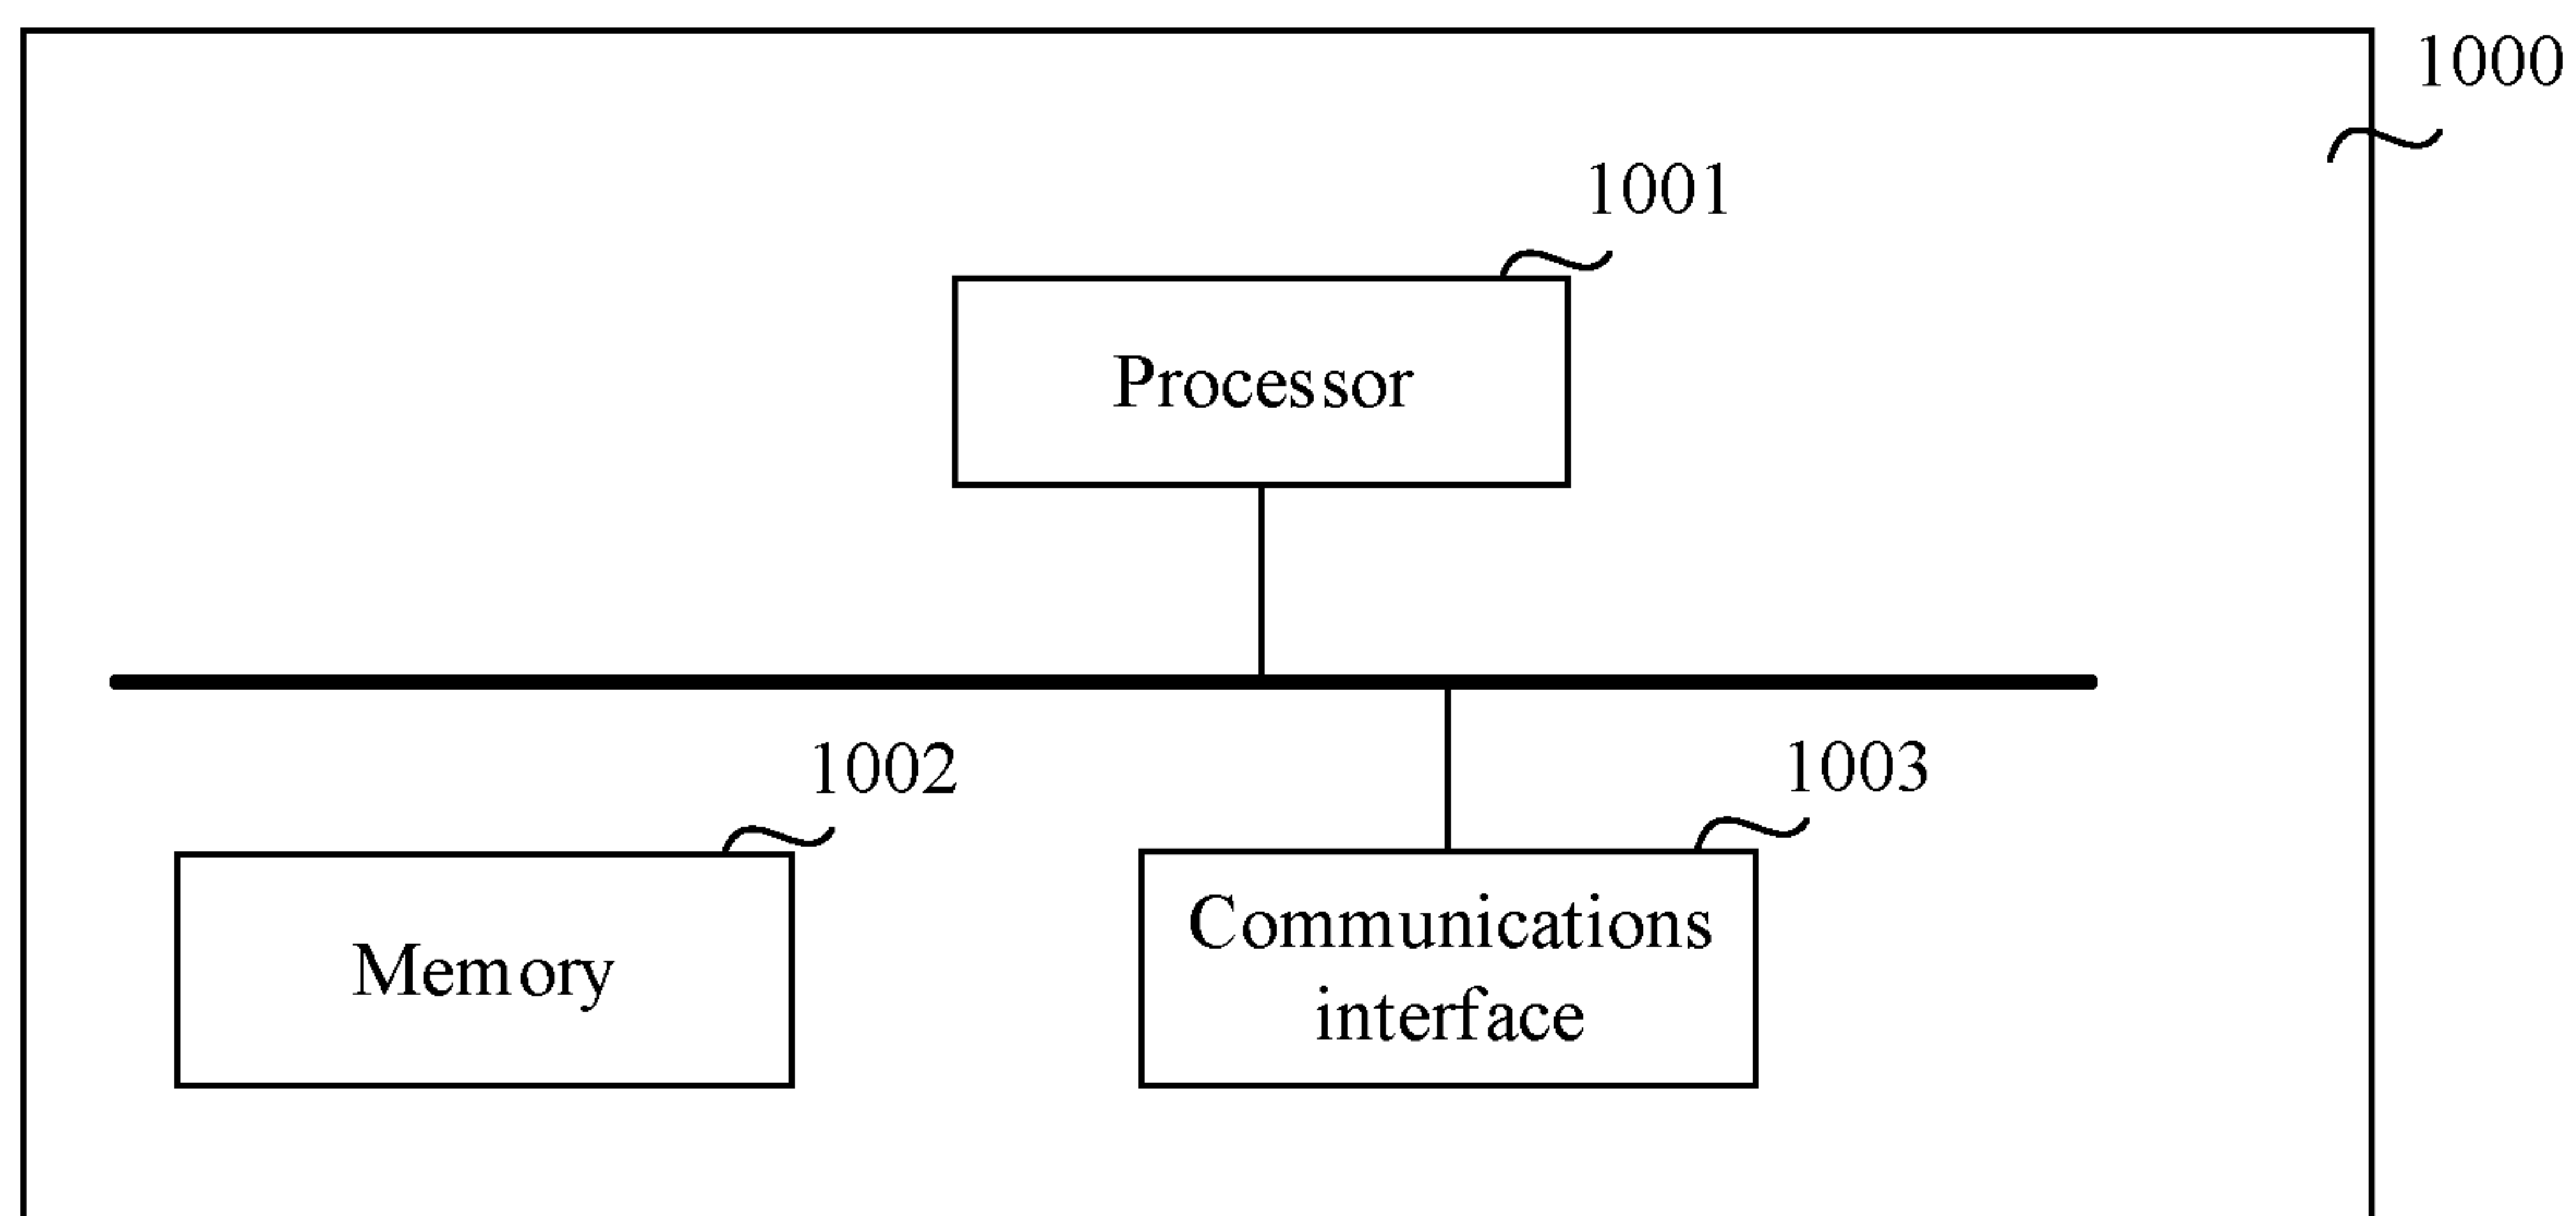 1000
1001
Processor
1002
1003
Memory
Communications
interface